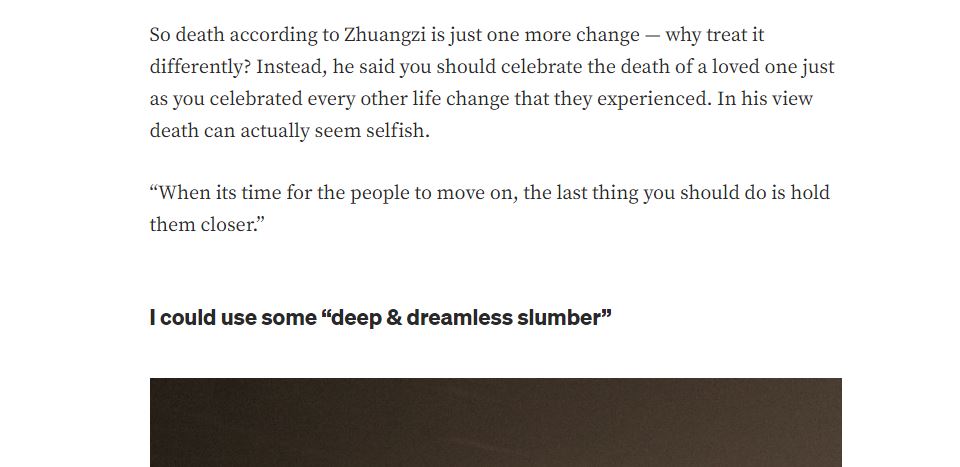 So death according to Zhuangzi is just one more change — why treat it
differently? Instead, he said you should celebrate the death of a loved one just
as you celebrated every other life change that they experienced. In his view
death can actually seem selfish.
“When its time for the people to move on, the last thing you should do is hold
them closer.”
I could use some “deep & dreamless slumber”